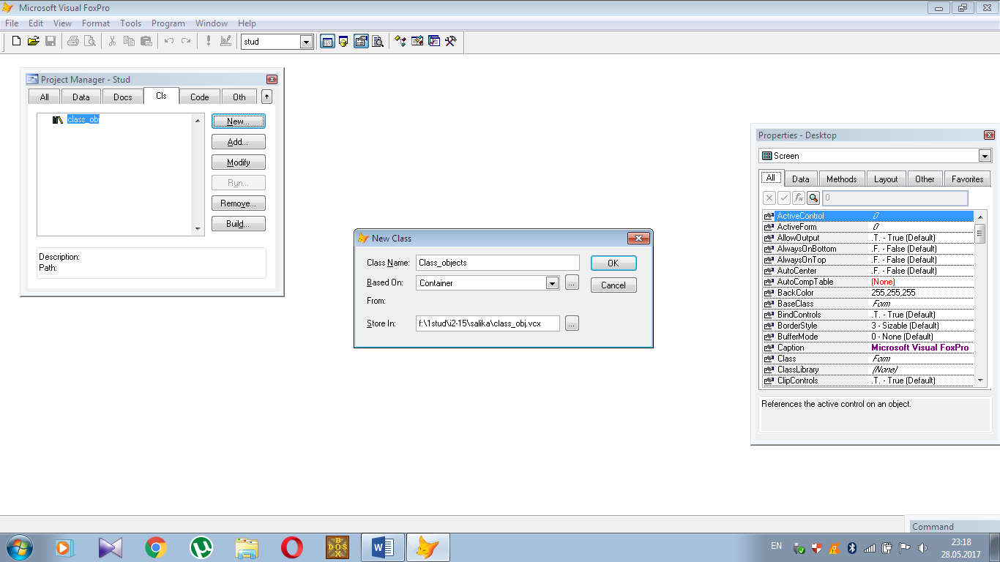 Microsoft Visual FoxPro
File Edit View Format Tools Program Window Help
stud
Project Manager - Stud
All Data Docs Cls Code Oth
class_obj
New...
Add...
Modify
Run...
Remove...
Build...
Description:
Path:
New Class
Class Name: Class_objects OK
Based On: Container ... Cancel
From:
Store In: f:\1stud\i2-15\salika\class_obj.vcx ...
Properties - Desktop
Screen
All Data Methods Layout Other Favorites
fx 0
ActiveControl 0
ActiveForm 0
AllowOutput .T. - True (Default)
AlwaysOnBottom .F. - False (Default)
AlwaysOnTop .F. - False (Default)
AutoCenter .F. - False (Default)
AutoCompTable (None)
BackColor 255,255,255
BaseClass Form
BindControls .T. - True (Default)
BorderStyle 3 - Sizable (Default)
BufferMode 0 - None (Default)
Caption Microsoft Visual FoxPro
Class Form
ClassLibrary (None)
ClipControls .T. - True (Default)
References the active control on an object.
Command
DOS BOX
W
EN
23:18
28.05.2017